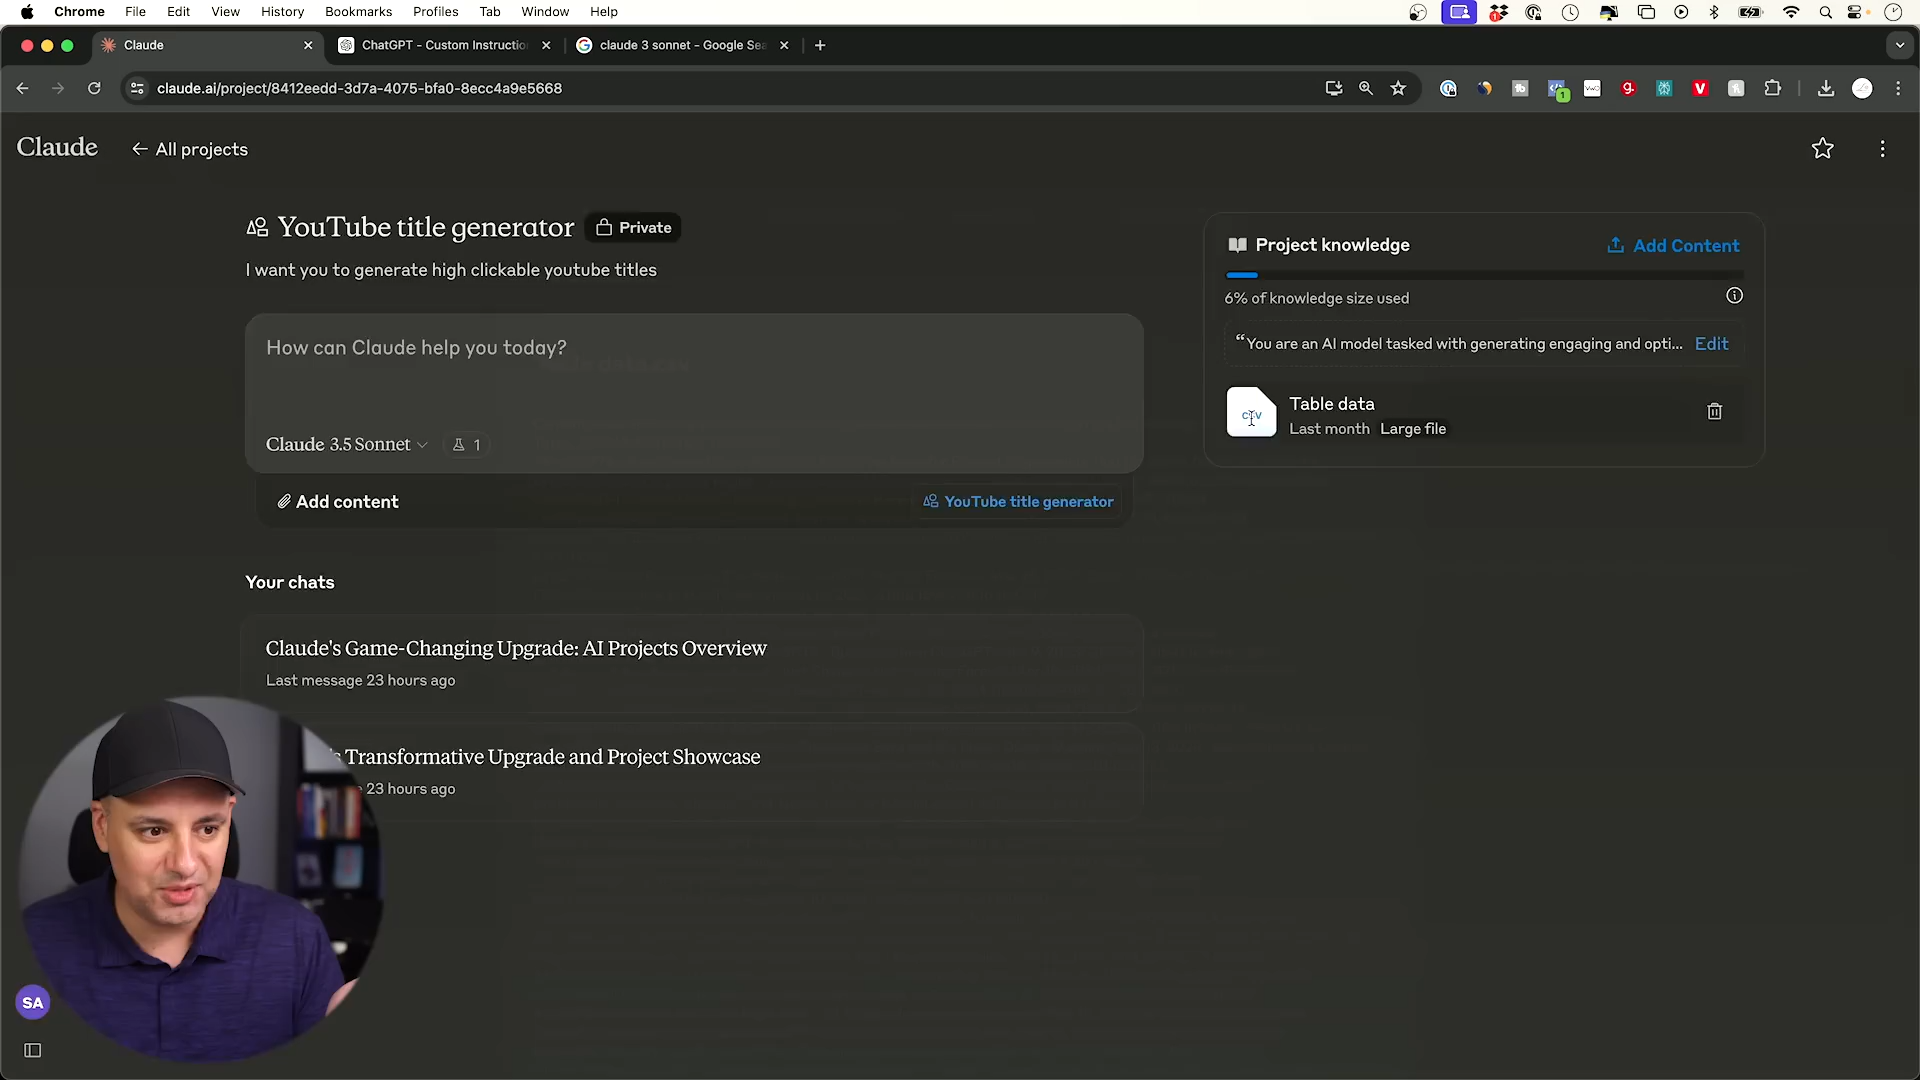 Chrome File Edit View History Bookmarks Profiles Tab Window Help
Claude
ChatGPT - Custom Instructio
claude 3 sonnet - Google Sea
claude.ai/project/8412eedd-3d7a-4075-bfa0-8ecc4a9e5668
Claude
← All projects
YouTube title generator
Private
I want you to generate high clickable youtube titles
How can Claude help you today?
Claude 3.5 Sonnet
1
Add content
YouTube title generator
Your chats
Claude's Game-Changing Upgrade: AI Projects Overview
Last message 23 hours ago
Transformative Upgrade and Project Showcase
23 hours ago
Project knowledge
Add Content
6% of knowledge size used
“You are an AI model tasked with generating engaging and opti...
Edit
Table data
Last month Large file
SA